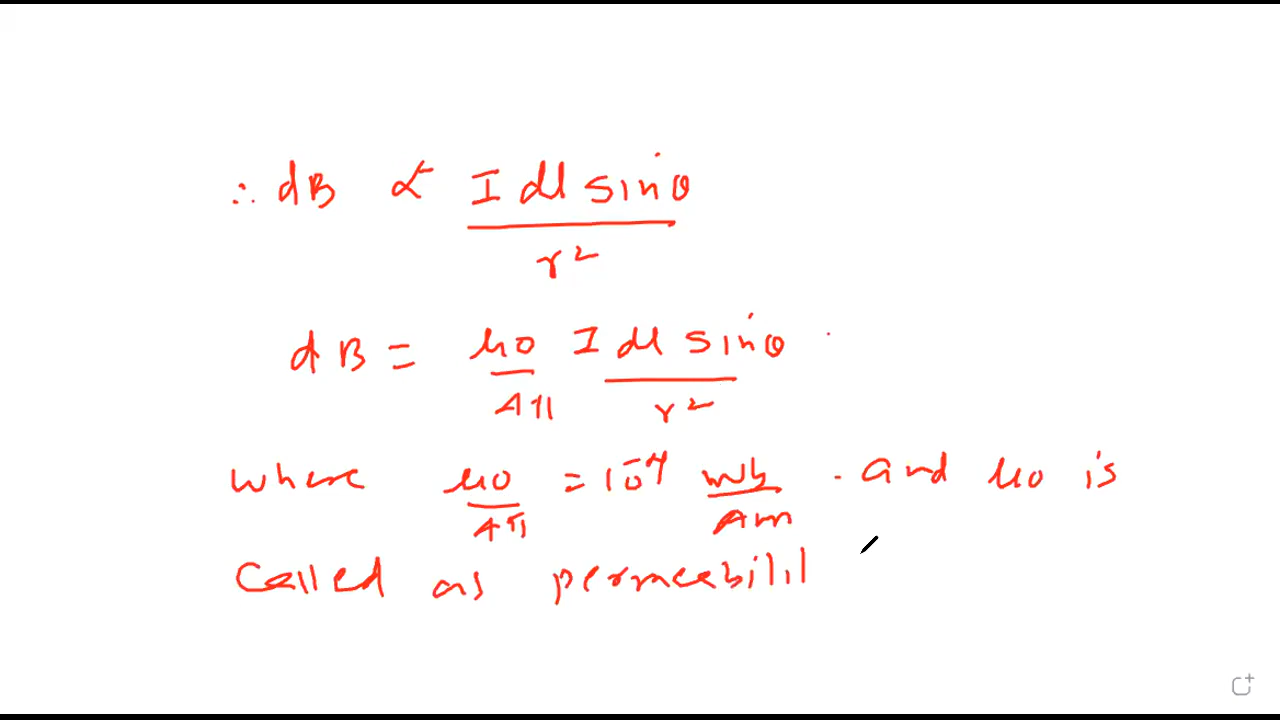 ∴ dB ∝ I dl sinθ / r²
dB = μ0/4π I dl sinθ / r²
where μ0/4π = 10⁻⁷ wb/Am . and μ0 is
called as permeabilil